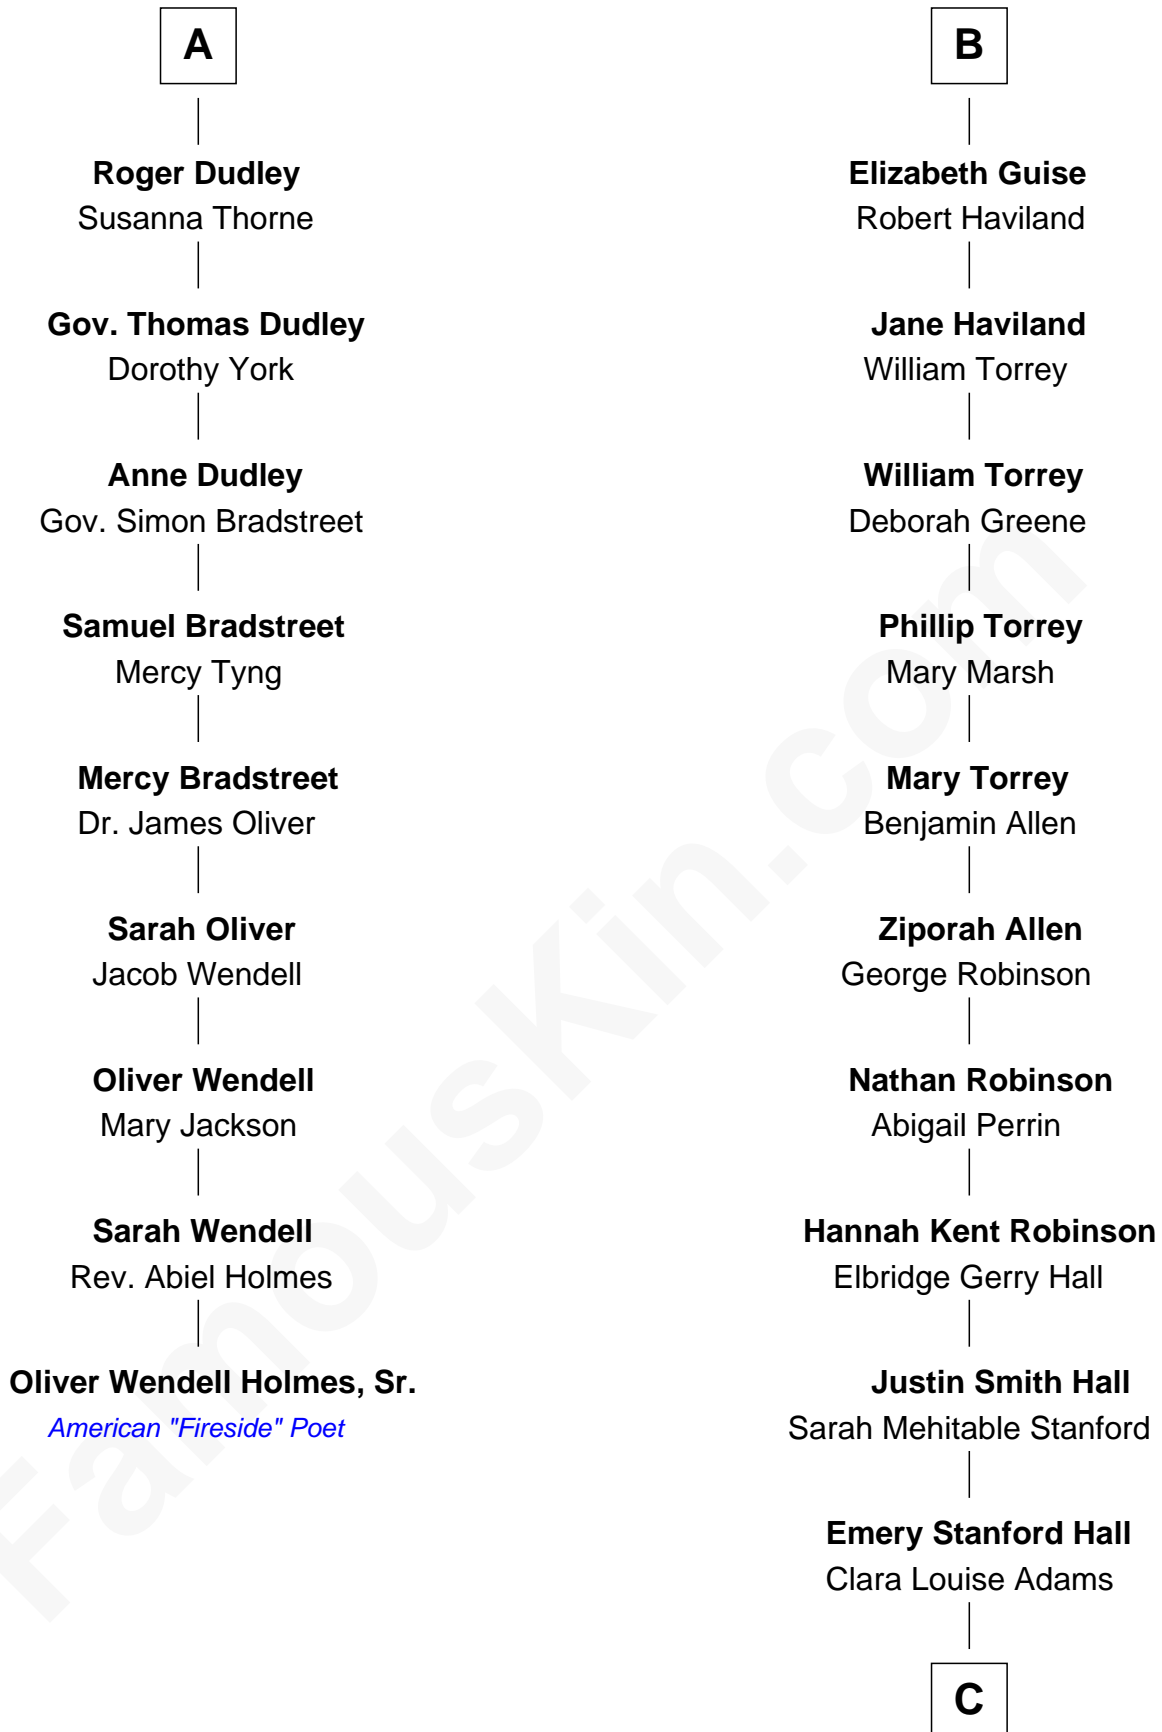 A
Roger Dudley
Susanna Thorne
Gov. Thomas Dudley
Dorothy York
Anne Dudley
Gov. Simon Bradstreet
Samuel Bradstreet
Mercy Tyng
Mercy Bradstreet
Dr. James Oliver
Sarah Oliver
Jacob Wendell
Oliver Wendell
Mary Jackson
Sarah Wendell
Rev. Abiel Holmes
Oliver Wendell Holmes, Sr.
American "Fireside" Poet
B
Elizabeth Guise
Robert Haviland
Jane Haviland
William Torrey
William Torrey
Deborah Greene
Phillip Torrey
Mary Marsh
Mary Torrey
Benjamin Allen
Ziporah Allen
George Robinson
Nathan Robinson
Abigail Perrin
Hannah Kent Robinson
Elbridge Gerry Hall
Justin Smith Hall
Sarah Mehitable Stanford
Emery Stanford Hall
Clara Louise Adams
C
FamousKin.com